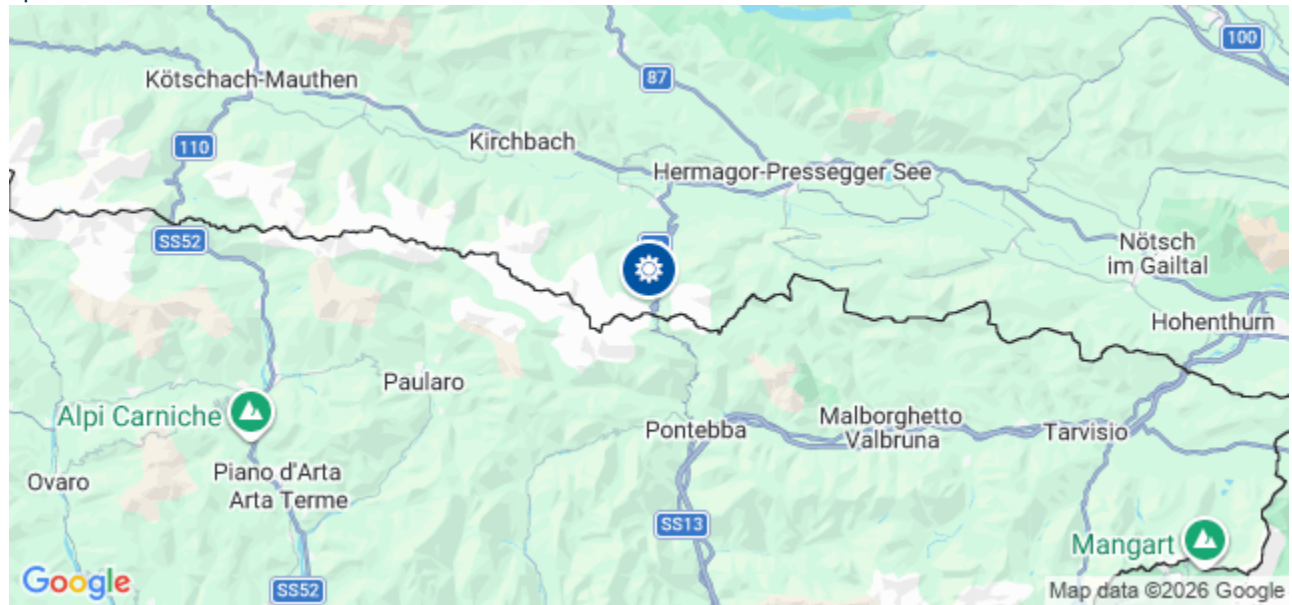 100
87
Kötschach-Mauthen
Kirchbach
110
Hermagor-Pressegger See
SS52
Nötsch
im Gailtal
Hohenthurn
Paularo
Alpi Carniche
Malborghetto
Valbruna
Pontebba
Tarvisio
Piano d'Arta
Arta Terme
Ovaro
SS13
Mangart
SS52
Google
Map data ©2026 Google